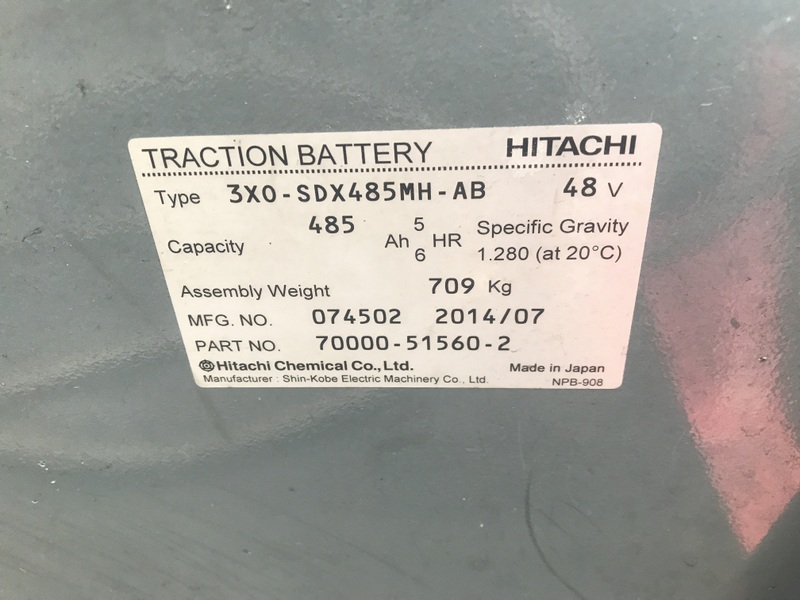 TRACTION BATTERY HITACHI
Type 3X0-SDX485MH-AB 48 V
Capacity 485 Ah 5 6 HR
Specific Gravity
1.280 (at 20°C)
Assembly Weight 709 Kg
MFG. NO. 074502 2014/07
PART NO. 70000-51560-2
Hitachi Chemical Co., Ltd. Made in Japan
Manufacturer : Shin-Kobe Electric Machinery Co., Ltd. NPB-908